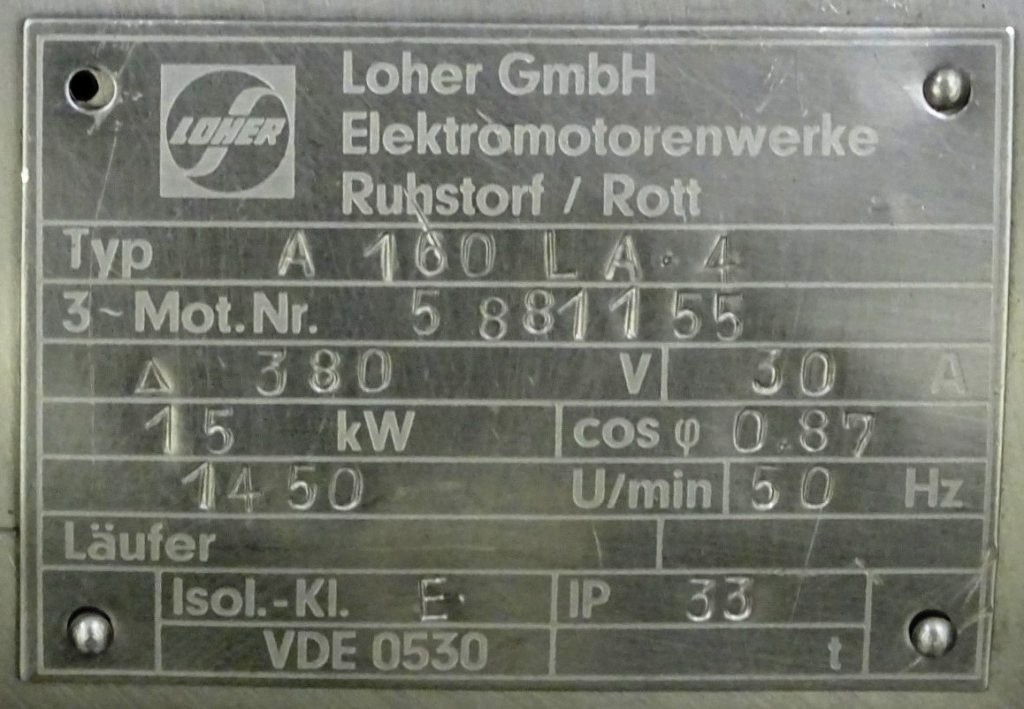 LOHER
Loher GmbH
Elektromotorenwerke
Ruhstorf / Rott
Typ A 160 LA·4
3~Mot.Nr. 5 881155
Δ 380 V 30 A
15 kW cos φ 0.87
1450 U/min 50 Hz
Läufer
Isol.-Kl. E· IP 33
VDE 0530 t